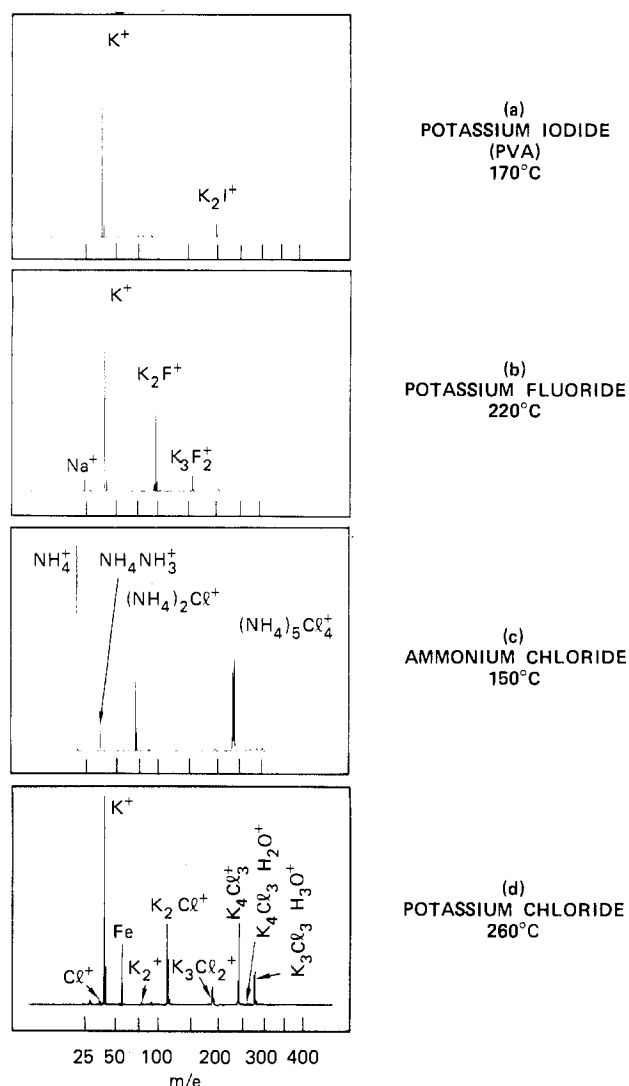 K+
K2I+
(a)
POTASSIUM IODIDE
(PVA)
170°C
K+
K2F+
Na+
K3F2+
(b)
POTASSIUM FLUORIDE
220°C
NH4+
NH4NH3+
(NH4)2Cℓ+
(NH4)5Cℓ4+
(c)
AMMONIUM CHLORIDE
150°C
K+
Fe
Cℓ+
K2+
K2Cℓ+
K3Cℓ2+
K4Cℓ3+
K4Cℓ3 H2O+
K3Cℓ3 H3O+
(d)
POTASSIUM CHLORIDE
260°C
25 50 100 200 300 400
m/e